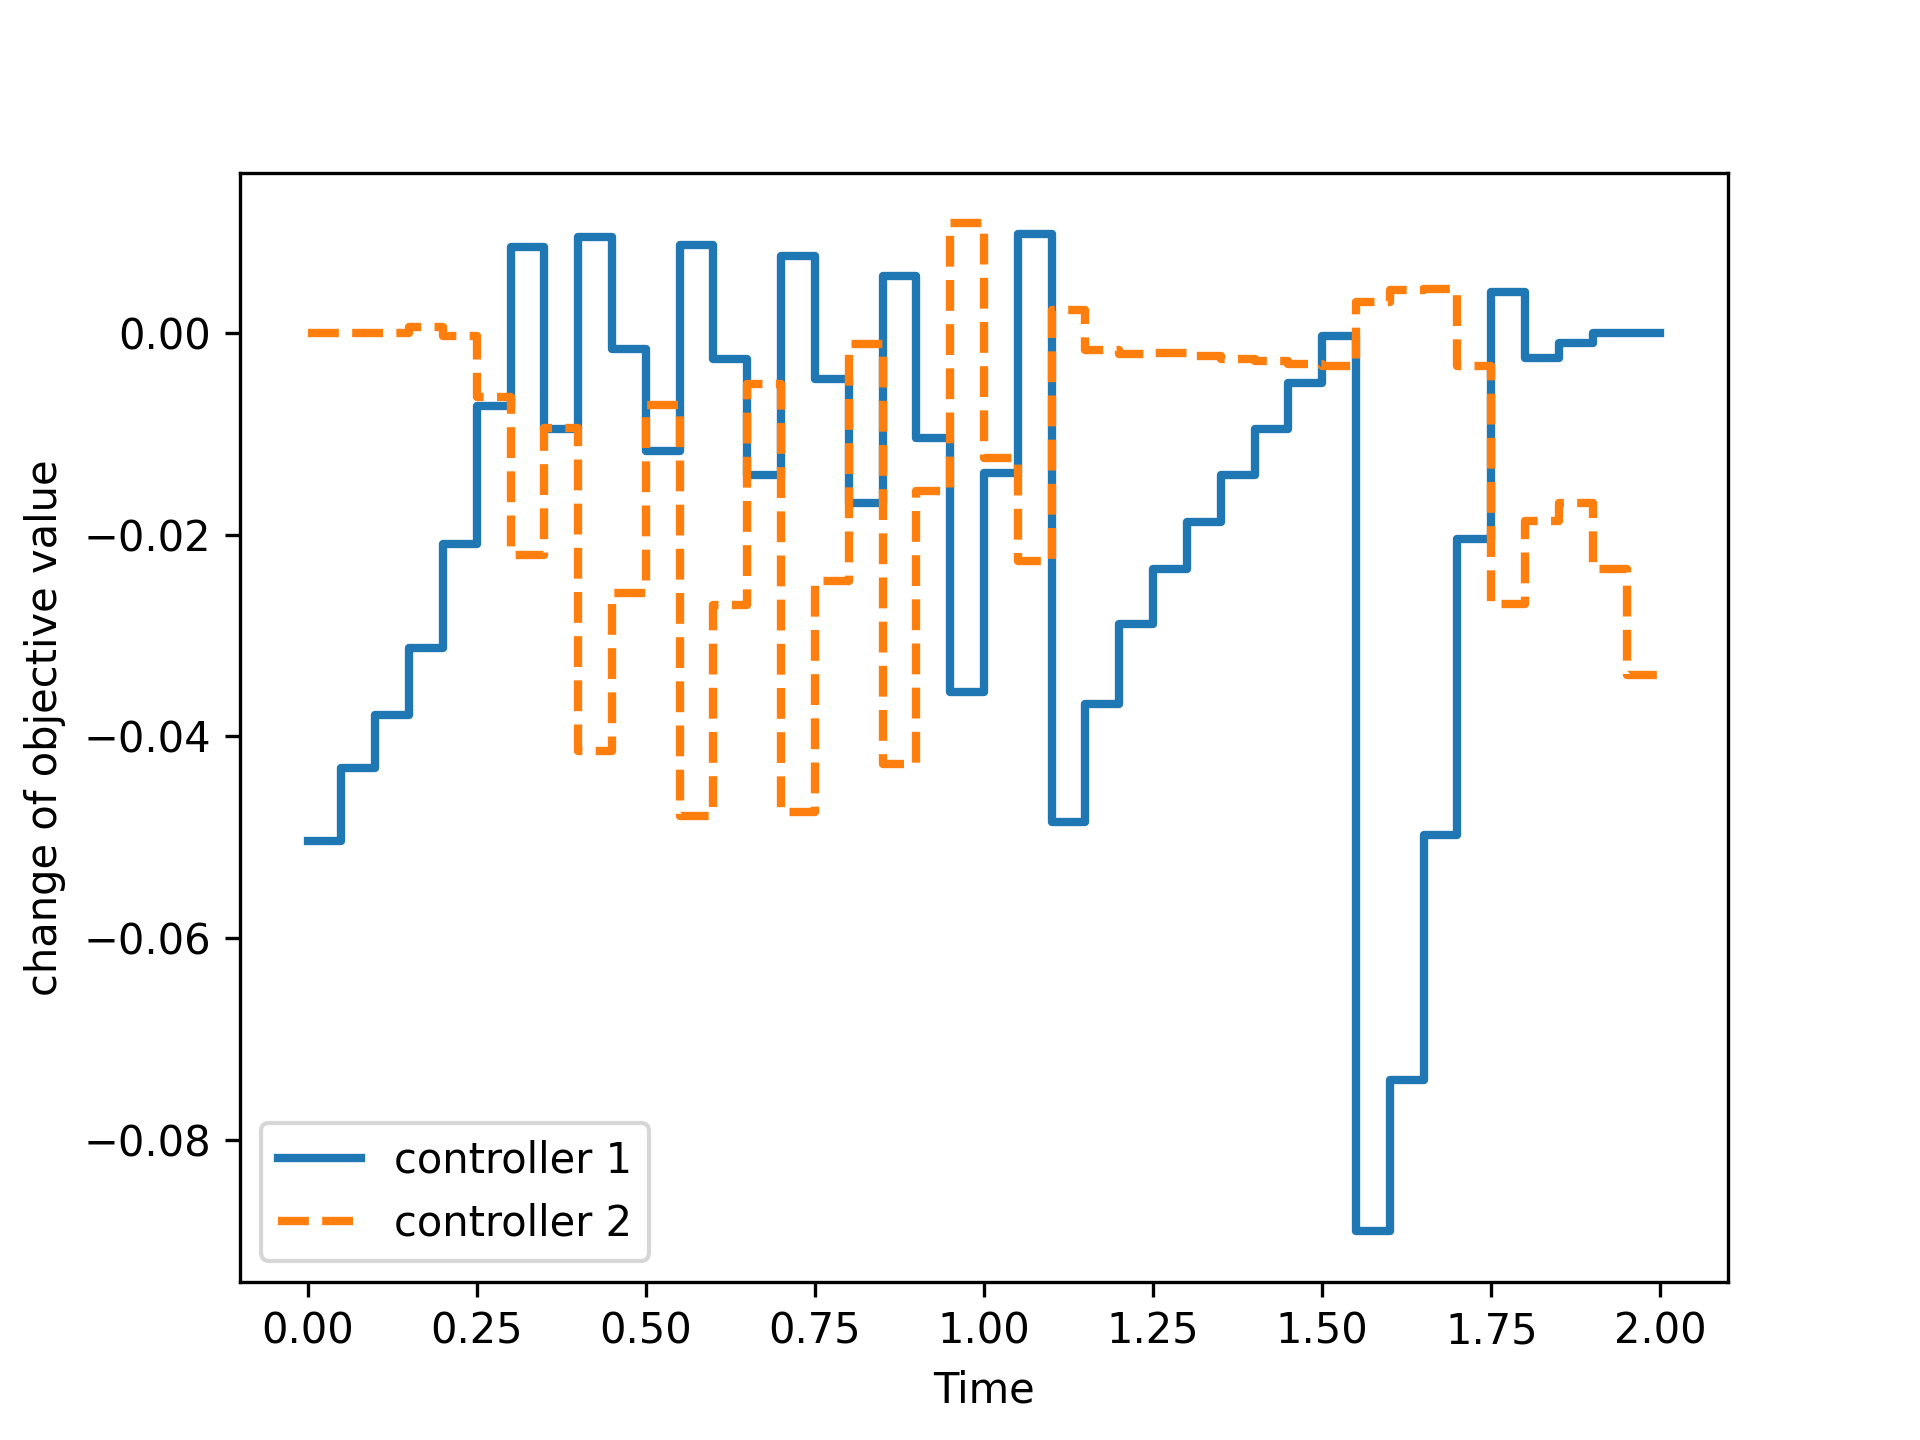 change of objective value
0.00
−0.02
−0.04
−0.06
−0.08
controller 1
controller 2
0.00 0.25 0.50 0.75 1.00 1.25 1.50 1.75 2.00
Time